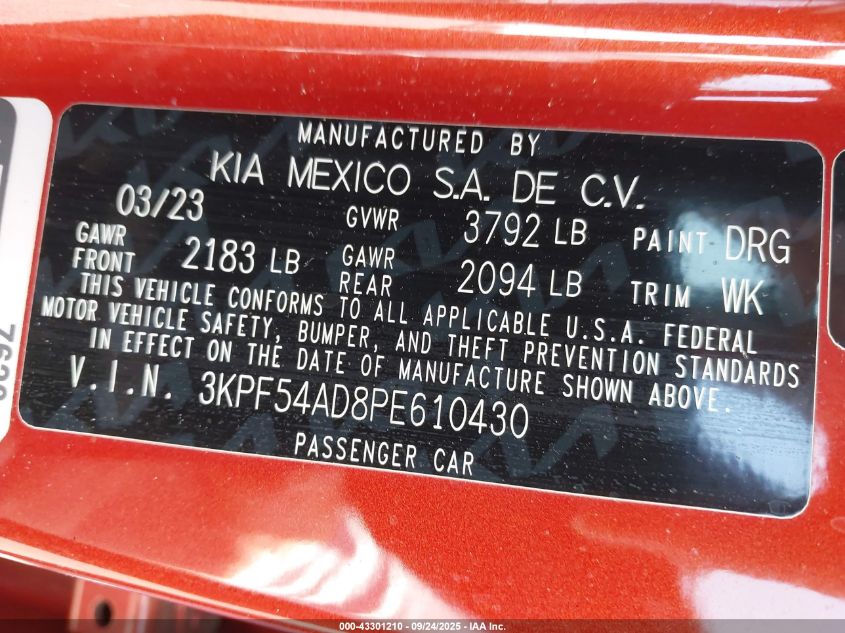 MANUFACTURED BY
KIA MEXICO S.A. DE C.V.
03/23 GVWR 3792 LB PAINT DRG
GAWR FRONT 2183 LB GAWR REAR 2094 LB TRIM WK
THIS VEHICLE CONFORMS TO ALL APPLICABLE U.S.A. FEDERAL
MOTOR VEHICLE SAFETY, BUMPER, AND THEFT PREVENTION STANDARDS
IN EFFECT ON THE DATE OF MANUFACTURE SHOWN ABOVE.
V.I.N. 3KPF54AD8PE610430
PASSENGER CAR
000-43301210 - 09/24/2025 - IAA Inc.